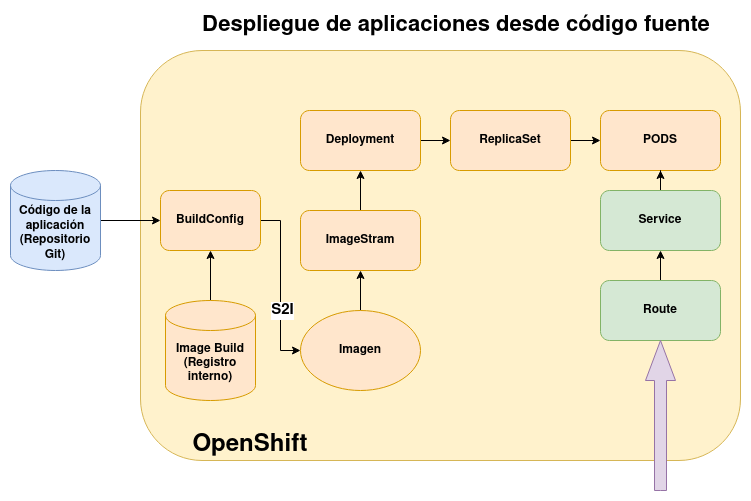 Despliegue de aplicaciones desde código fuente
Deployment
ReplicaSet
PODS
Código de la
aplicación
(Repositorio
Git)
BuildConfig
ImageStram
Service
S2I
Image Build
(Registro
interno)
Imagen
Route
OpenShift